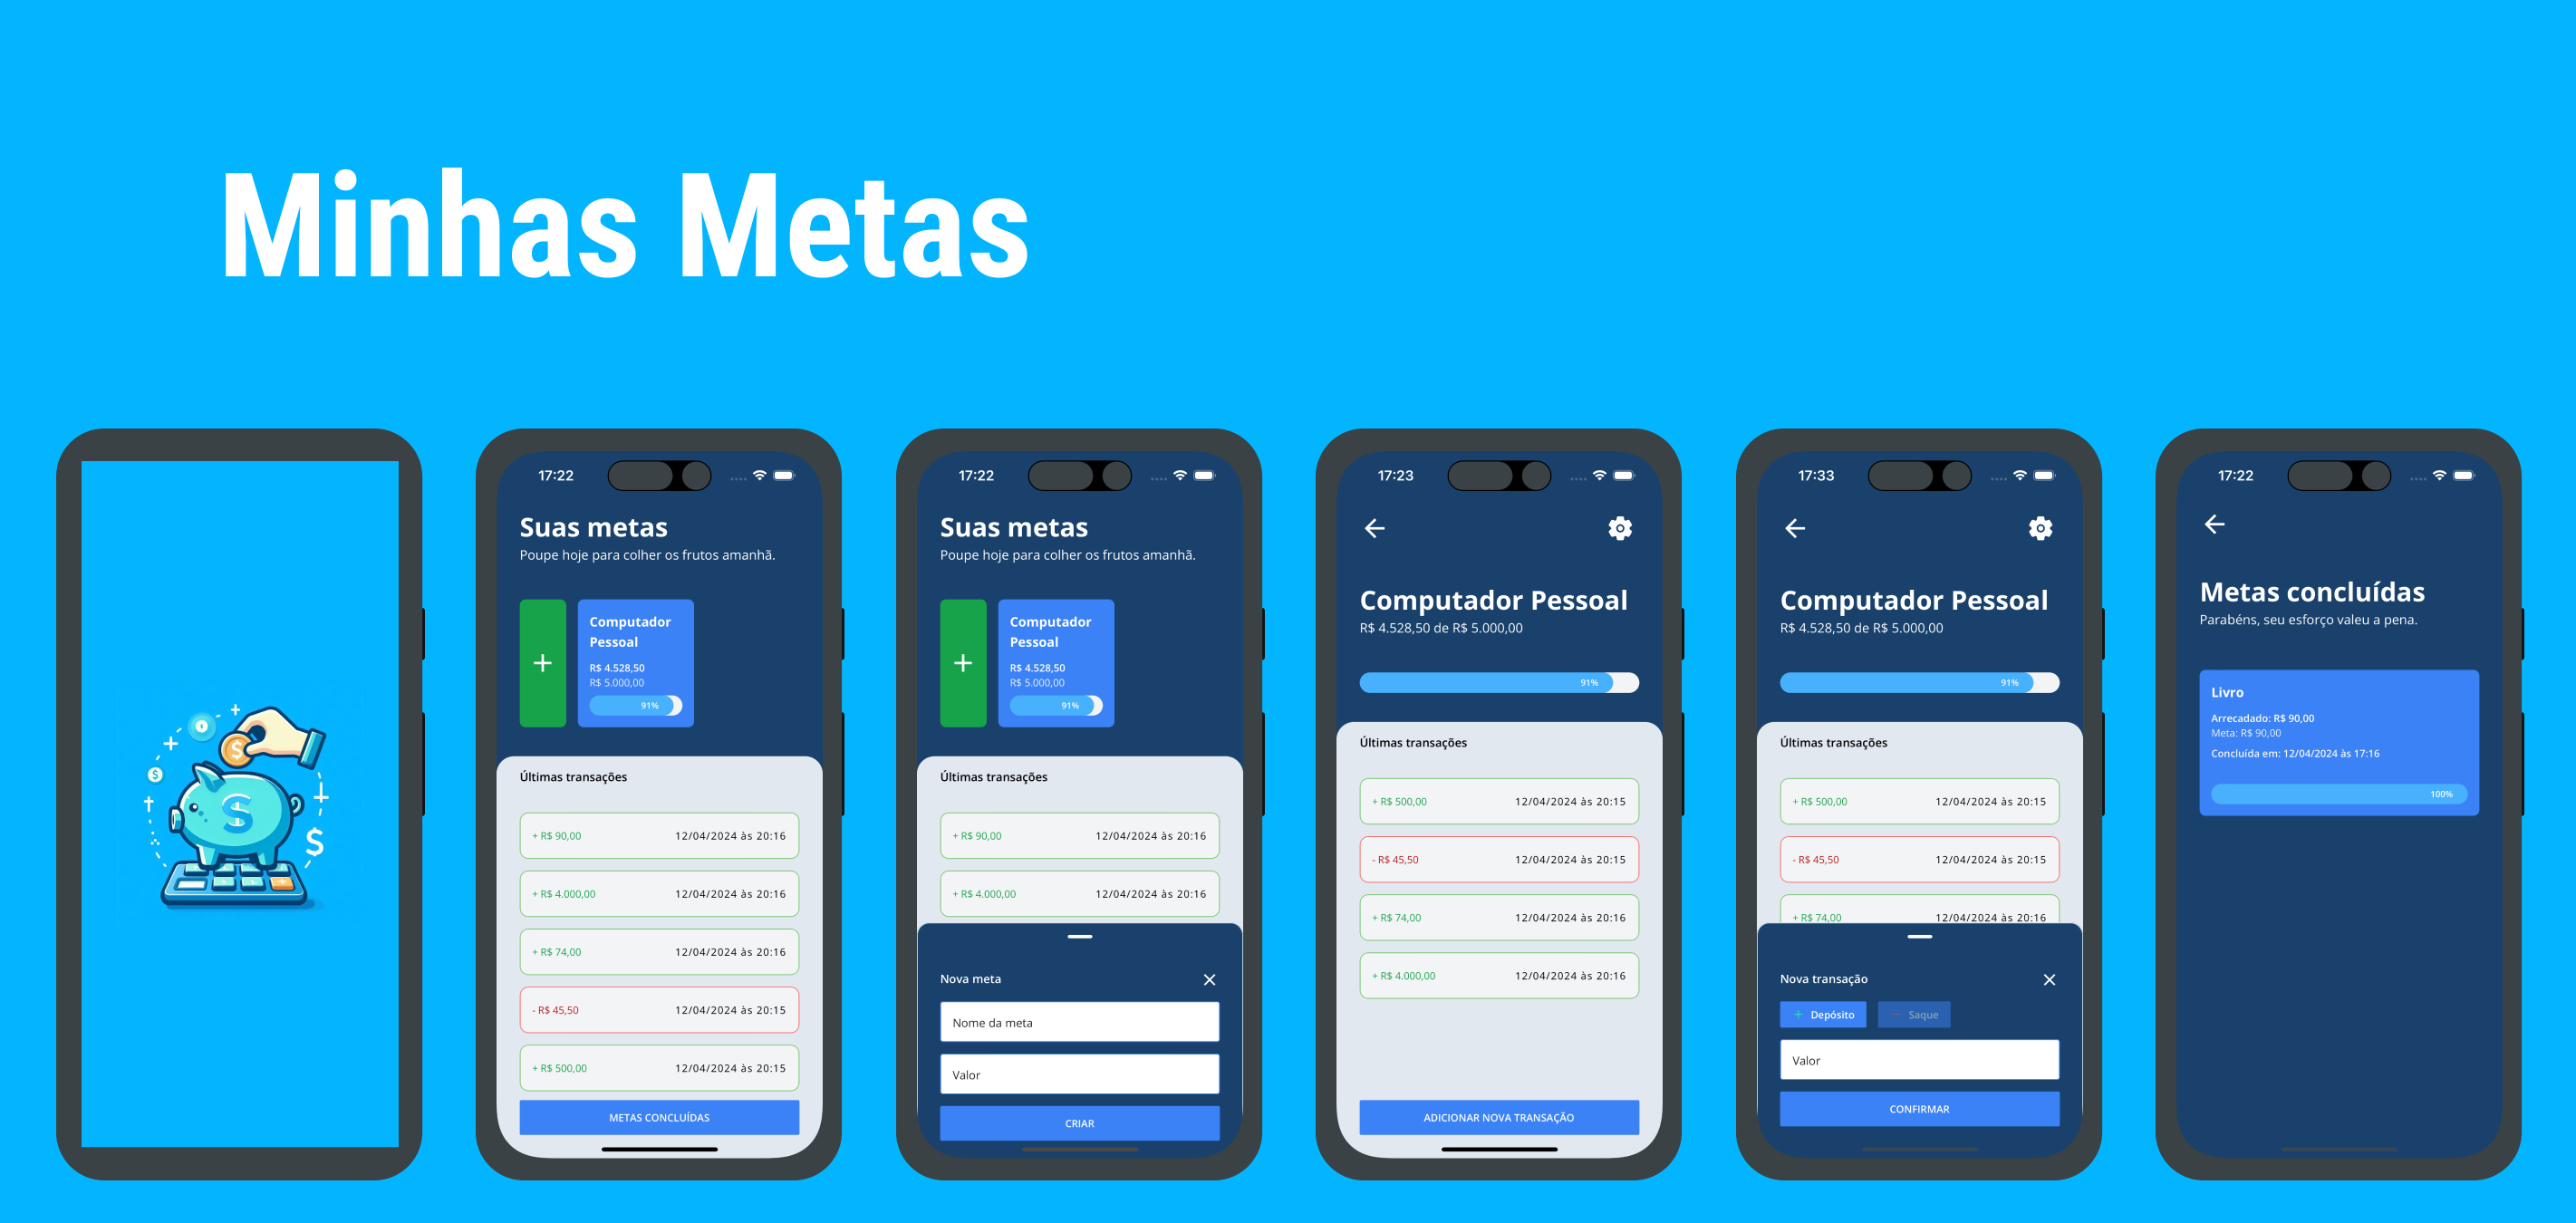 Minhas Metas
17:22
Suas metas
Poupe hoje para colher os frutos amanhã.
+
Computador
Pessoal
R$ 4.528,50
R$ 5.000,00
91%
Últimas transações
+ R$ 90,00 12/04/2024 às 20:16
+ R$ 4.000,00 12/04/2024 às 20:16
+ R$ 74,00 12/04/2024 às 20:16
- R$ 45,50 12/04/2024 às 20:15
+ R$ 500,00 12/04/2024 às 20:15
METAS CONCLUÍDAS
17:22
Suas metas
Poupe hoje para colher os frutos amanhã.
+
Computador
Pessoal
R$ 4.528,50
R$ 5.000,00
91%
Últimas transações
+ R$ 90,00 12/04/2024 às 20:16
+ R$ 4.000,00 12/04/2024 às 20:16
Nova meta
Nome da meta
Valor
CRIAR
17:23
Computador Pessoal
R$ 4.528,50 de R$ 5.000,00
91%
Últimas transações
+ R$ 500,00 12/04/2024 às 20:15
- R$ 45,50 12/04/2024 às 20:15
+ R$ 74,00 12/04/2024 às 20:16
+ R$ 4.000,00 12/04/2024 às 20:16
ADICIONAR NOVA TRANSAÇÃO
17:33
Computador Pessoal
R$ 4.528,50 de R$ 5.000,00
91%
Últimas transações
+ R$ 500,00 12/04/2024 às 20:15
- R$ 45,50 12/04/2024 às 20:15
+ R$ 74,00 12/04/2024 às 20:16
Nova transação
+ Depósito − Saque
Valor
CONFIRMAR
17:22
Metas concluídas
Parabéns, seu esforço valeu a pena.
Livro
Arrecadado: R$ 90,00
Meta: R$ 90,00
Concluída em: 12/04/2024 às 17:16
100%